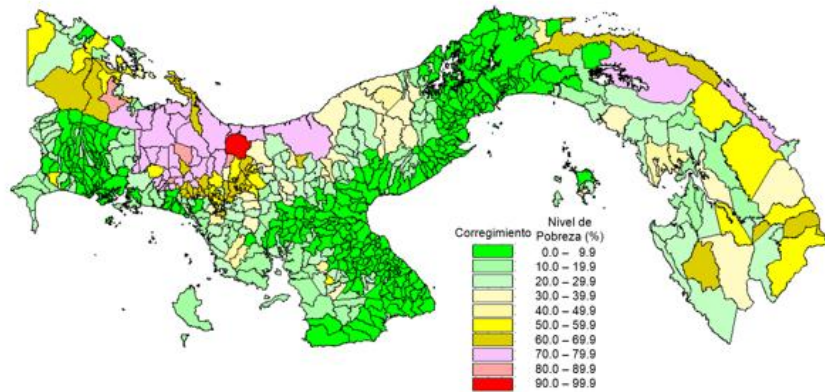 Nivel de
Corregimiento Pobreza (%)
0.0 – 9.9
10.0 – 19.9
20.0 – 29.9
30.0 – 39.9
40.0 – 49.9
50.0 – 59.9
60.0 – 69.9
70.0 – 79.9
80.0 – 89.9
90.0 – 99.9